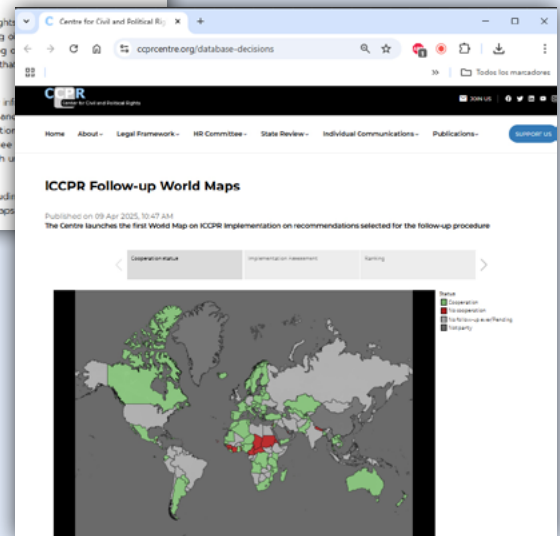 Centre for Civil and Political Rig
ccprcentre.org/database-decisions
Todos los marcadores
CCPR
Center for Civil and Political Rights
JOIN US
Home About Legal Framework HR Committee State Review Individual Communications Publications
SUPPORT US
ICCPR Follow-up World Maps
Published on 09 Apr 2025, 10:47 AM
The Centre launches the first World Map on ICCPR Implementation on recommendations selected for the follow-up procedure
Cooperation status Implementation Assessment Ranking
Status
Cooperation
No cooperation
No follow-up ever/Pending
Not party